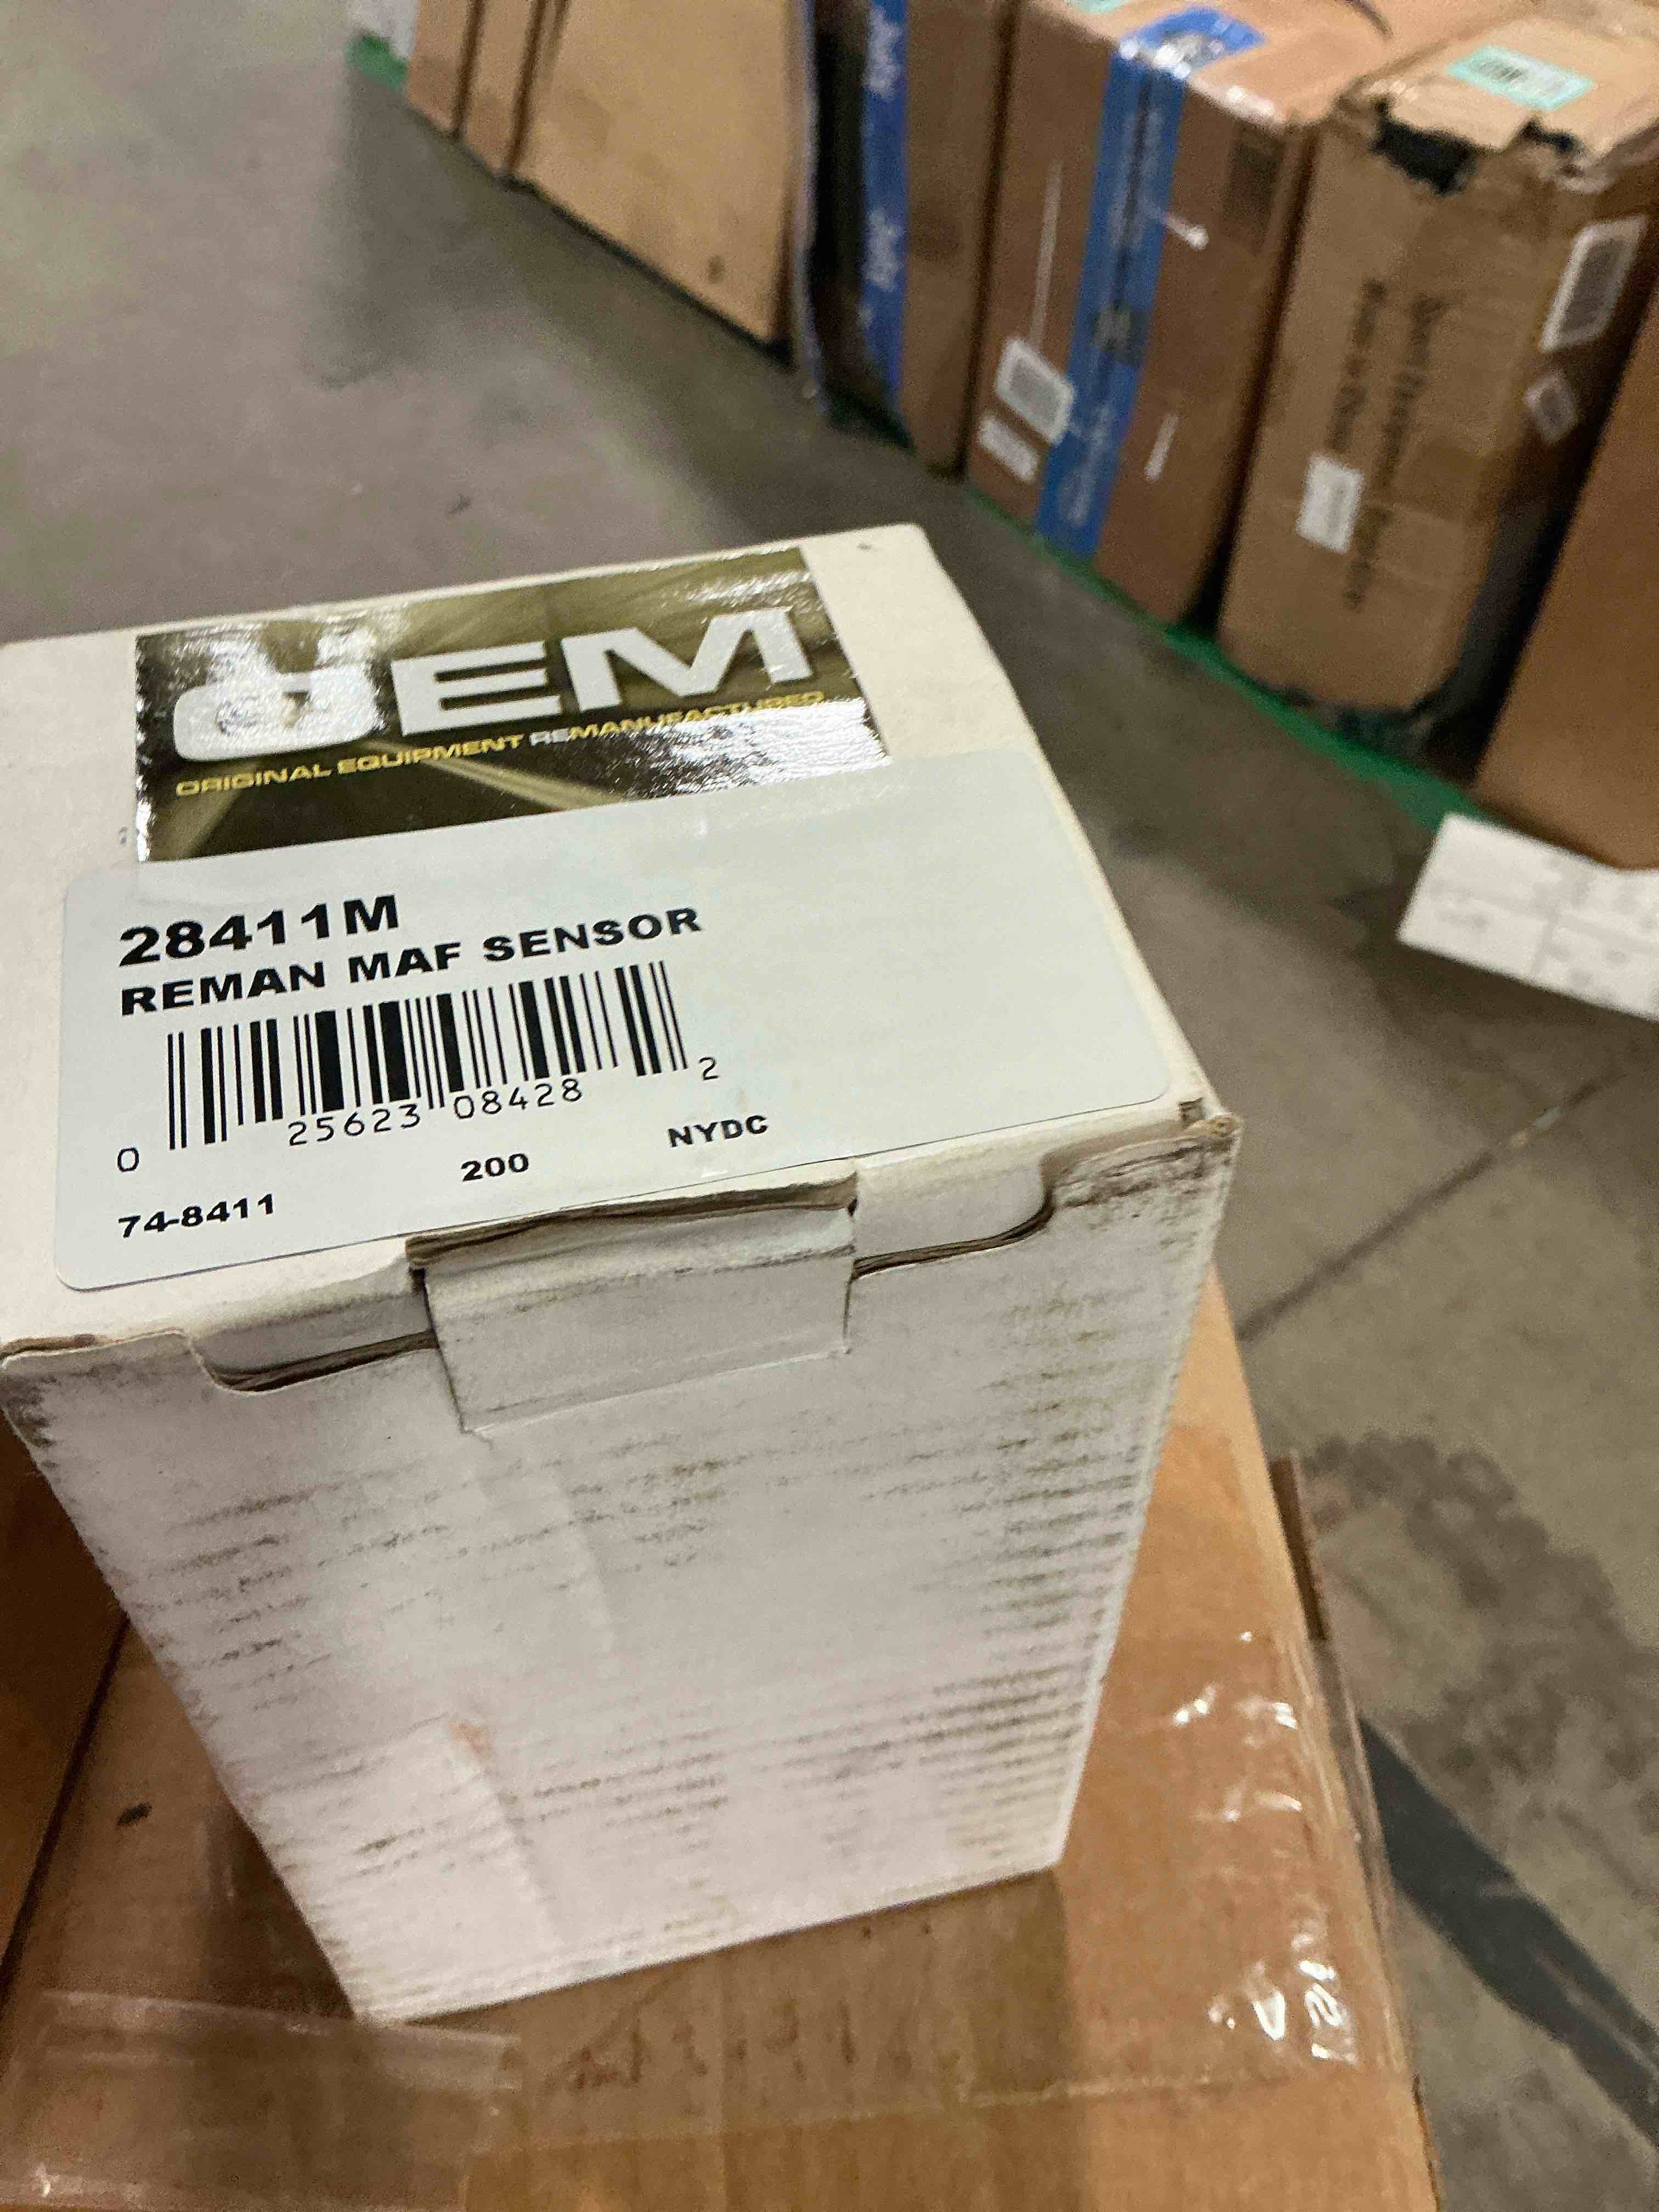 OEM
ORIGINAL EQUIPMENT REMANUFACTURED
28411M
REMAN MAF SENSOR
0 25623 08428 2
74-8411 200 NYDC